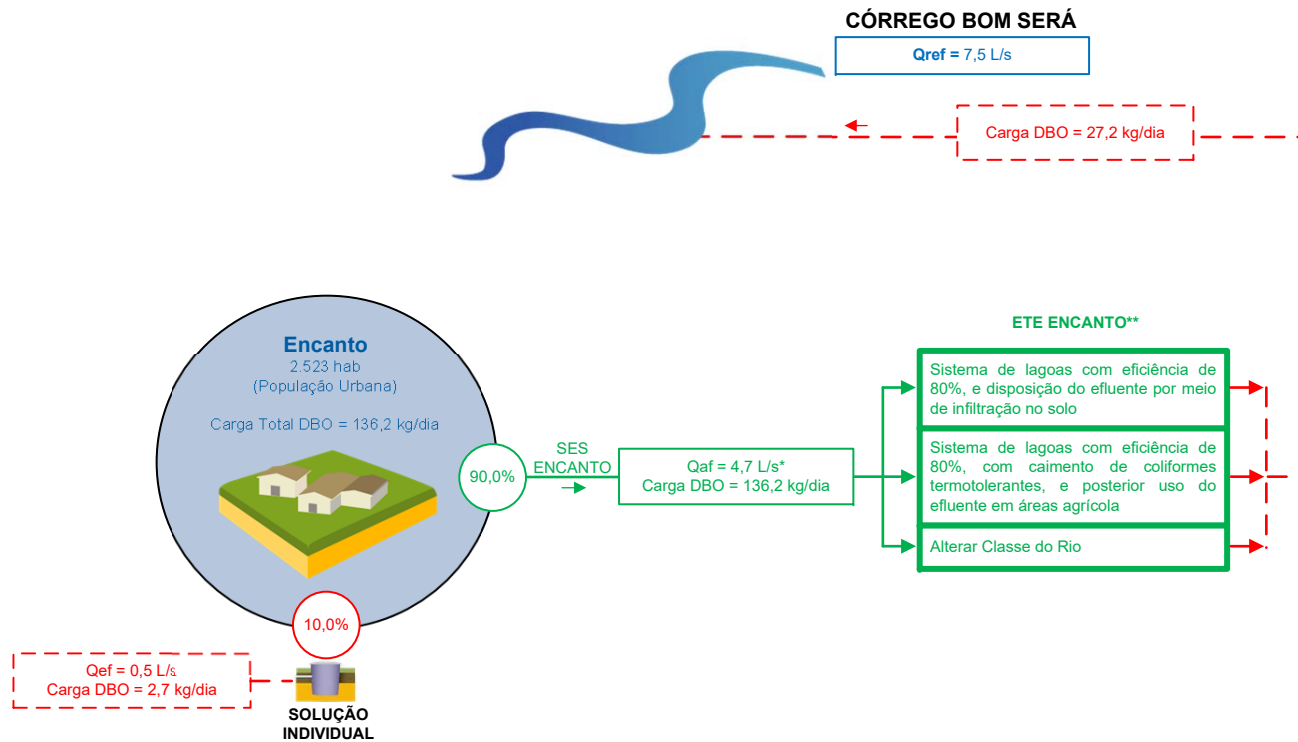 CÓRREGO BOM SERÁ
Qref = 7,5 L/s
Carga DBO = 27,2 kg/dia
Encanto
2.523 hab
(População Urbana)
Carga Total DBO = 136,2 kg/dia
90,0%
SES
ENCANTO
Qaf = 4,7 L/s*
Carga DBO = 136,2 kg/dia
ETE ENCANTO**
Sistema de lagoas com eficiência de
80%, e disposição do efluente por meio
de infiltração no solo
Sistema de lagoas com eficiência de
80%, com caimento de coliformes
termotolerantes, e posterior uso do
efluente em áreas agrícola
Alterar Classe do Rio
10,0%
Qef = 0,5 L/s
Carga DBO = 2,7 kg/dia
SOLUÇÃO
INDIVIDUAL